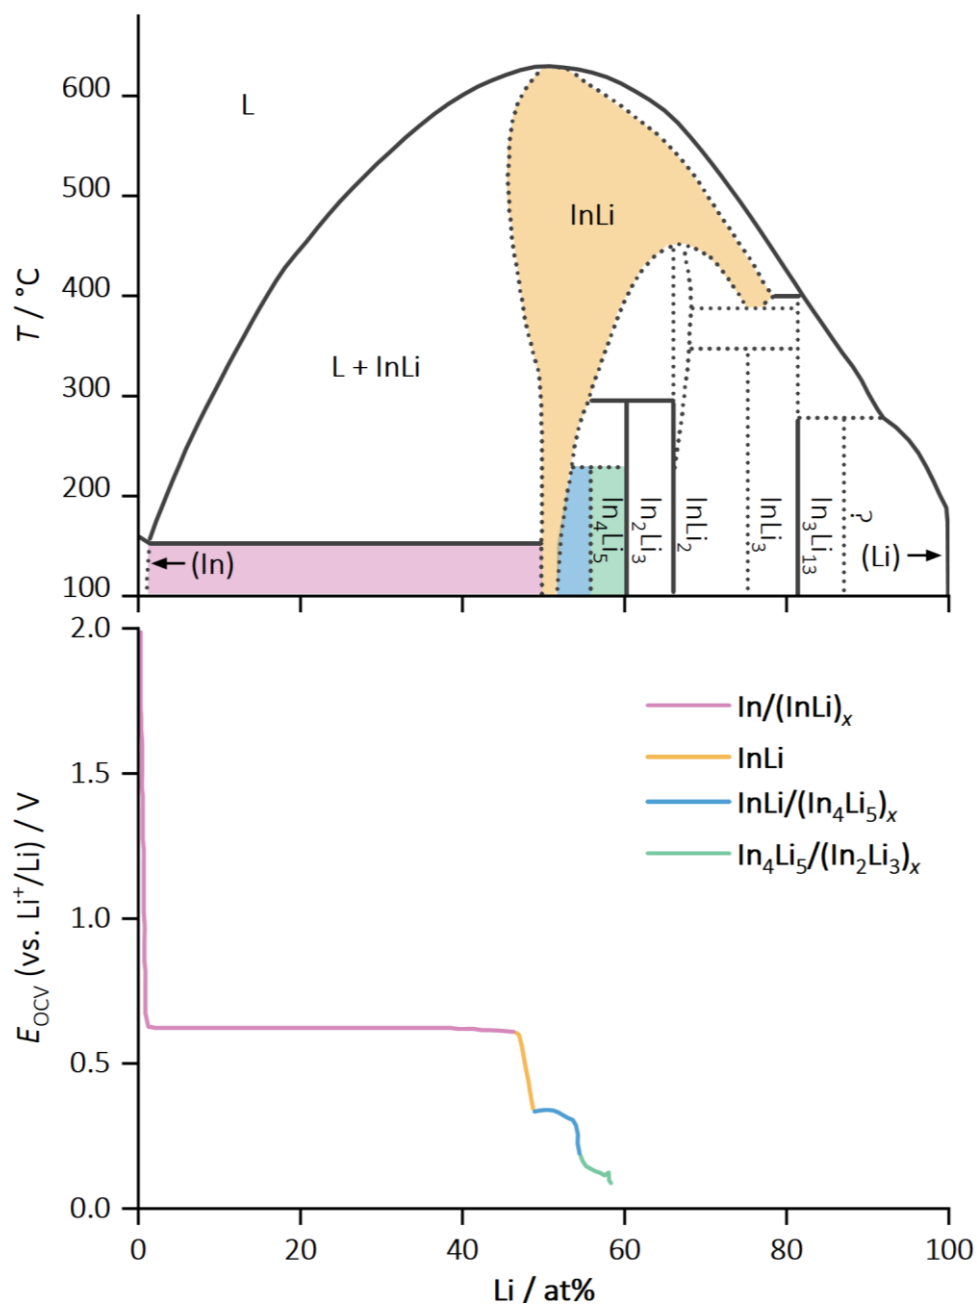 600
500
400
300
200
100
T / °C
L
InLi
L + InLi
(In)
In₄Li₅
In₂Li₃
InLi₂
InLi₃
In₃Li₁₃
?
(Li)
2.0
1.5
1.0
0.5
0.0
E_OCV (vs. Li⁺/Li) / V
In/(InLi)ₓ
InLi
InLi/(In₄Li₅)ₓ
In₄Li₅/(In₂Li₃)ₓ
0 20 40 60 80 100
Li / at%